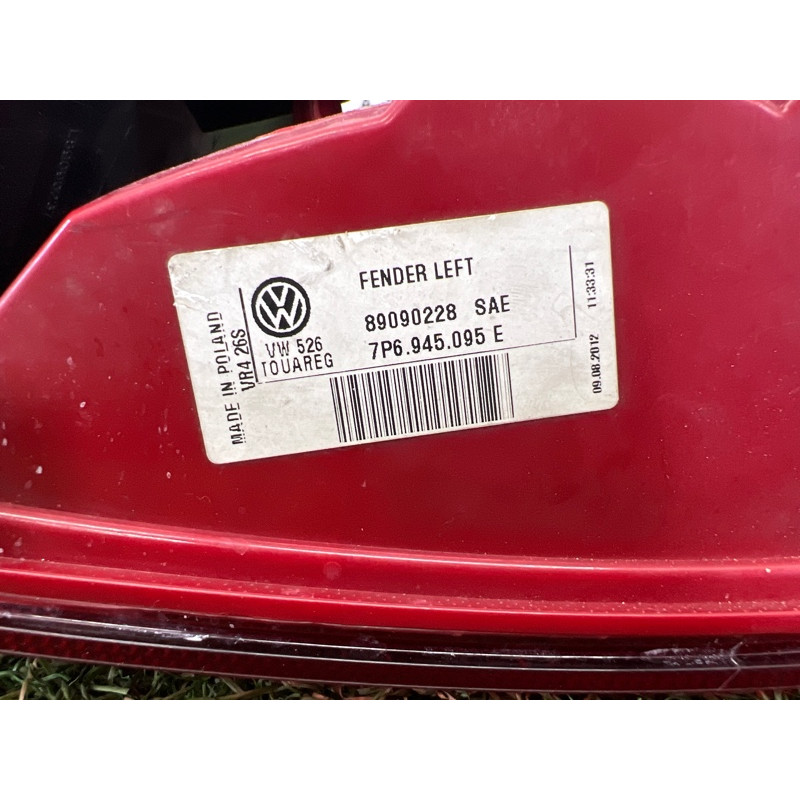 FENDER LEFT
89090228 SAE
7P6.945.095 E
VW 526
TOUAREG
MADE IN POLAND
VR4 26S
09.08.2012 11:33:31